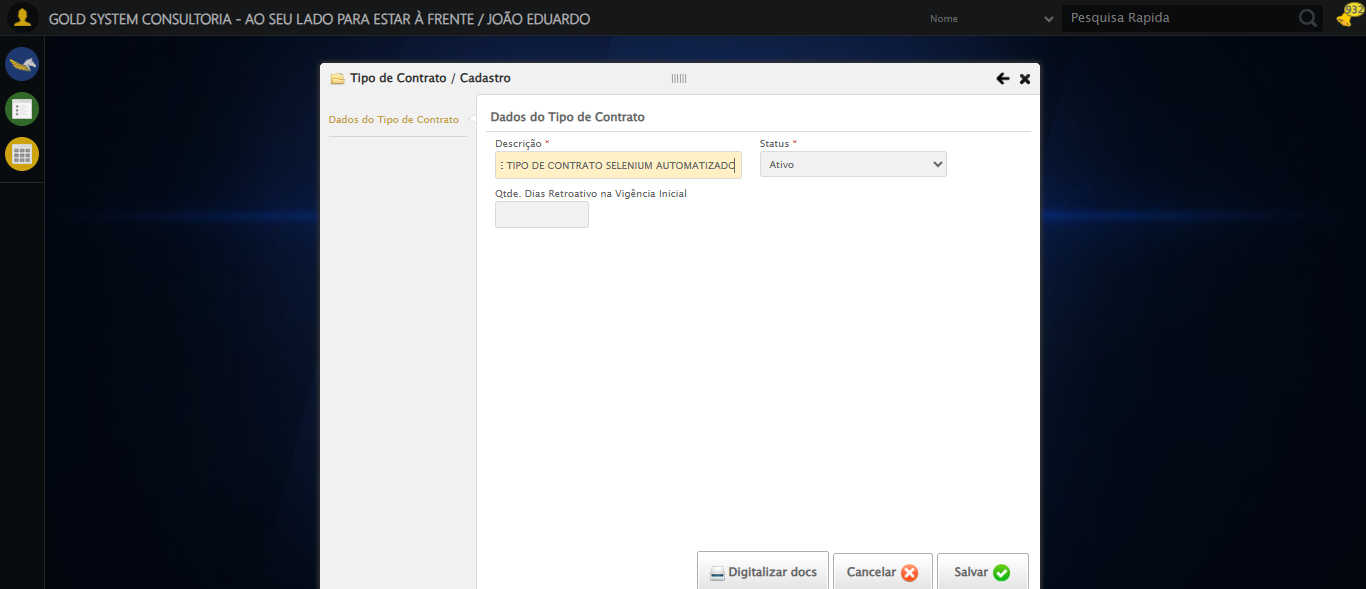 GOLD SYSTEM CONSULTORIA - AO SEU LADO PARA ESTAR À FRENTE / JOÃO EDUARDO
Nome
Pesquisa Rapida
932
Tipo de Contrato / Cadastro
Dados do Tipo de Contrato
Dados do Tipo de Contrato
Descrição *
Status *
TIPO DE CONTRATO SELENIUM AUTOMATIZADO
Ativo
Qtde. Dias Retroativo na Vigência Inicial
Digitalizar docs
Cancelar
Salvar